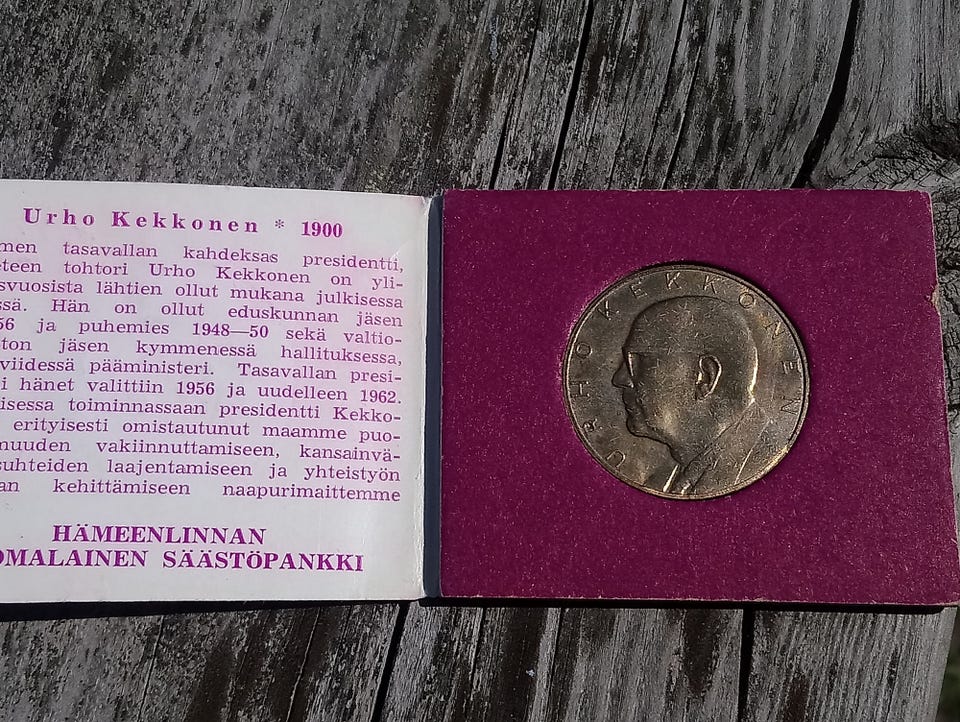 Urho Kekkonen * 1900
men tasavallan kahdeksas presidentti,
eteen tohtori Urho Kekkonen on yli-
svuosista lähtien ollut mukana julkisessa
ssä. Hän on ollut eduskunnan jäsen
56 ja puhemies 1948—50 sekä valtio-
ton jäsen kymmenessä hallituksessa,
viidessä pääministeri. Tasavallan presi-
i hänet valittiin 1956 ja uudelleen 1962.
isessa toiminnassaan presidentti Kekko-
erityisesti omistautunut maamme puo-
muuden vakiinnuttamiseen, kansainvä-
suhteiden laajentamiseen ja yhteistyön
an kehittämiseen naapurimaittemme
HÄMEENLINNAN
OMALAINEN SÄÄSTÖPANKKI
URHO KEKKONEN